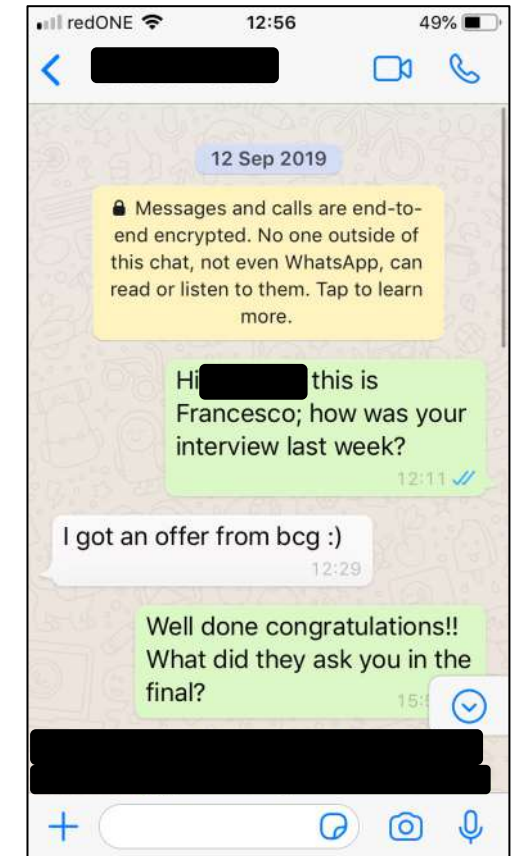 redONE 12:56 49%
12 Sep 2019
Messages and calls are end-to-
end encrypted. No one outside of
this chat, not even WhatsApp, can
read or listen to them. Tap to learn
more.
Hi this is
Francesco; how was your
interview last week?
12:11
I got an offer from bcg :)
12:29
Well done congratulations!!
What did they ask you in the
final?